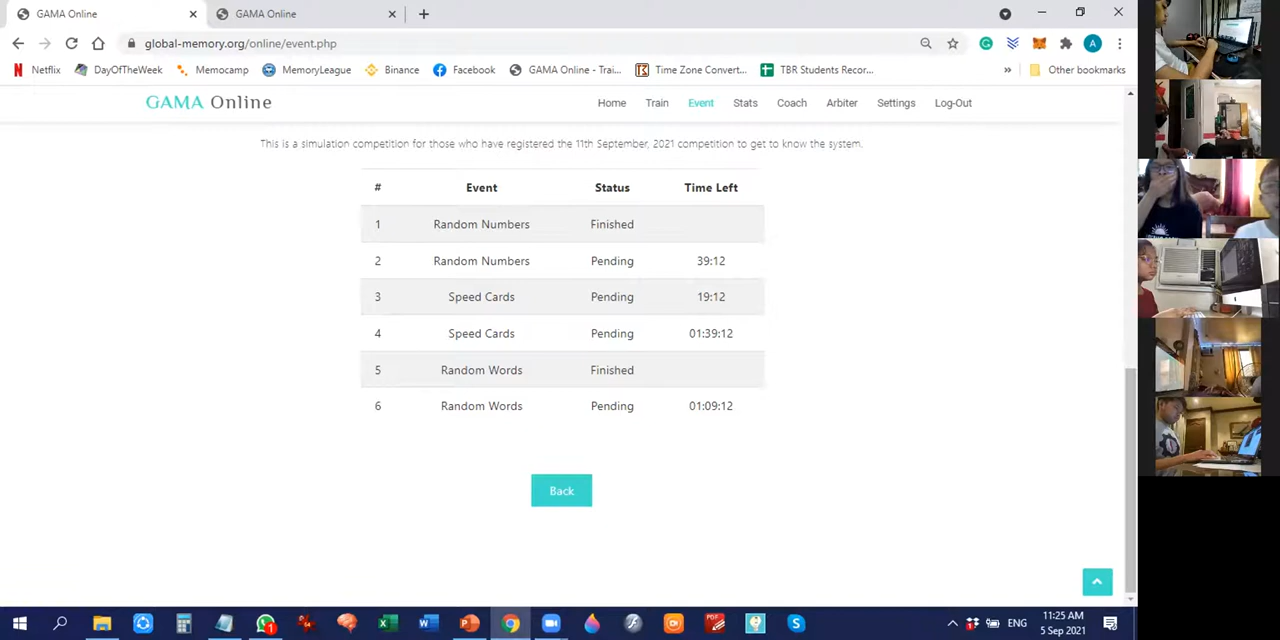 GAMA Online
GAMA Online
global-memory.org/online/event.php
A
Netflix
DayOfTheWeek
Memocamp
MemoryLeague
Binance
Facebook
GAMA Online - Trai...
Time Zone Convert...
TBR Students Recor...
Other bookmarks
GAMA Online
Home
Train
Event
Stats
Coach
Arbiter
Settings
Log-Out
This is a simulation competition for those who have registered the 11th September, 2021 competition to get to know the system.
# Event Status Time Left
1 Random Numbers Finished
2 Random Numbers Pending 39:12
3 Speed Cards Pending 19:12
4 Speed Cards Pending 01:39:12
5 Random Words Finished
6 Random Words Pending 01:09:12
Back
ENG
11:25 AM
5 Sep 2021